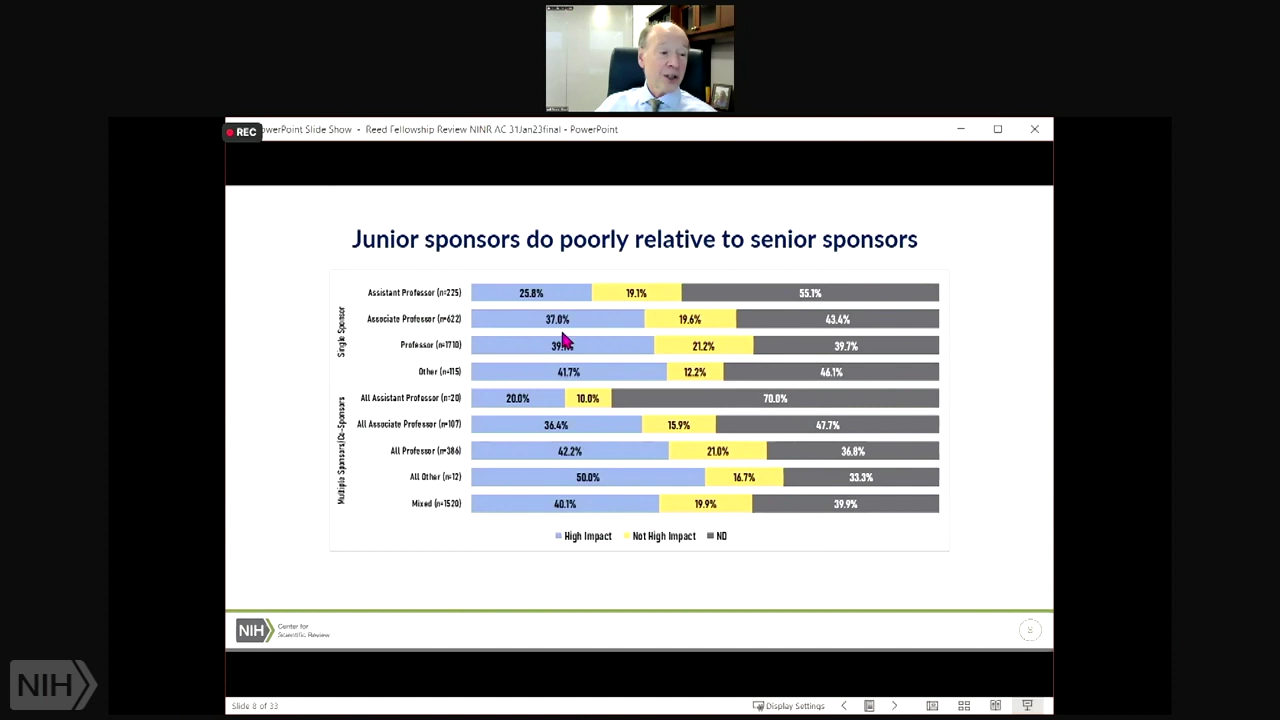 REC
owerPoint Slide Show - Reed Fellowship Review NINR AC 31Jan23final - PowerPoint
Junior sponsors do poorly relative to senior sponsors
Single Sponsor
Assistant Professor (n=225) 25.8% 19.1% 55.1%
Associate Professor (n=622) 37.0% 19.6% 43.4%
Professor (n=1710) 21.2% 39.7%
Other (n=115) 41.7% 12.2% 46.1%
Multiple Sponsors/Co-Sponsors
All Assistant Professor (n=20) 20.0% 10.0% 70.0%
All Associate Professor (n=107) 36.4% 15.9% 47.7%
All Professor (n=386) 42.2% 21.0% 36.8%
All Other (n=12) 50.0% 16.7% 33.3%
Mixed (n=1520) 40.1% 19.9% 39.9%
High Impact Not High Impact ND
NIH Center for
Scientific Review
8
NIH
Slide 8 of 33 Display Settings